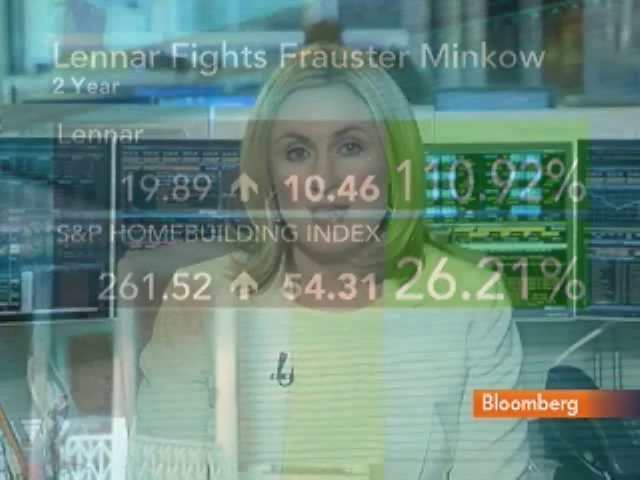 Lennar Fights Frauster Minkow
2 Year
Lennar
19.89 10.46 110.92%
S&P HOMEBUILDING INDEX
261.52 54.31 26.21%
Bloomberg